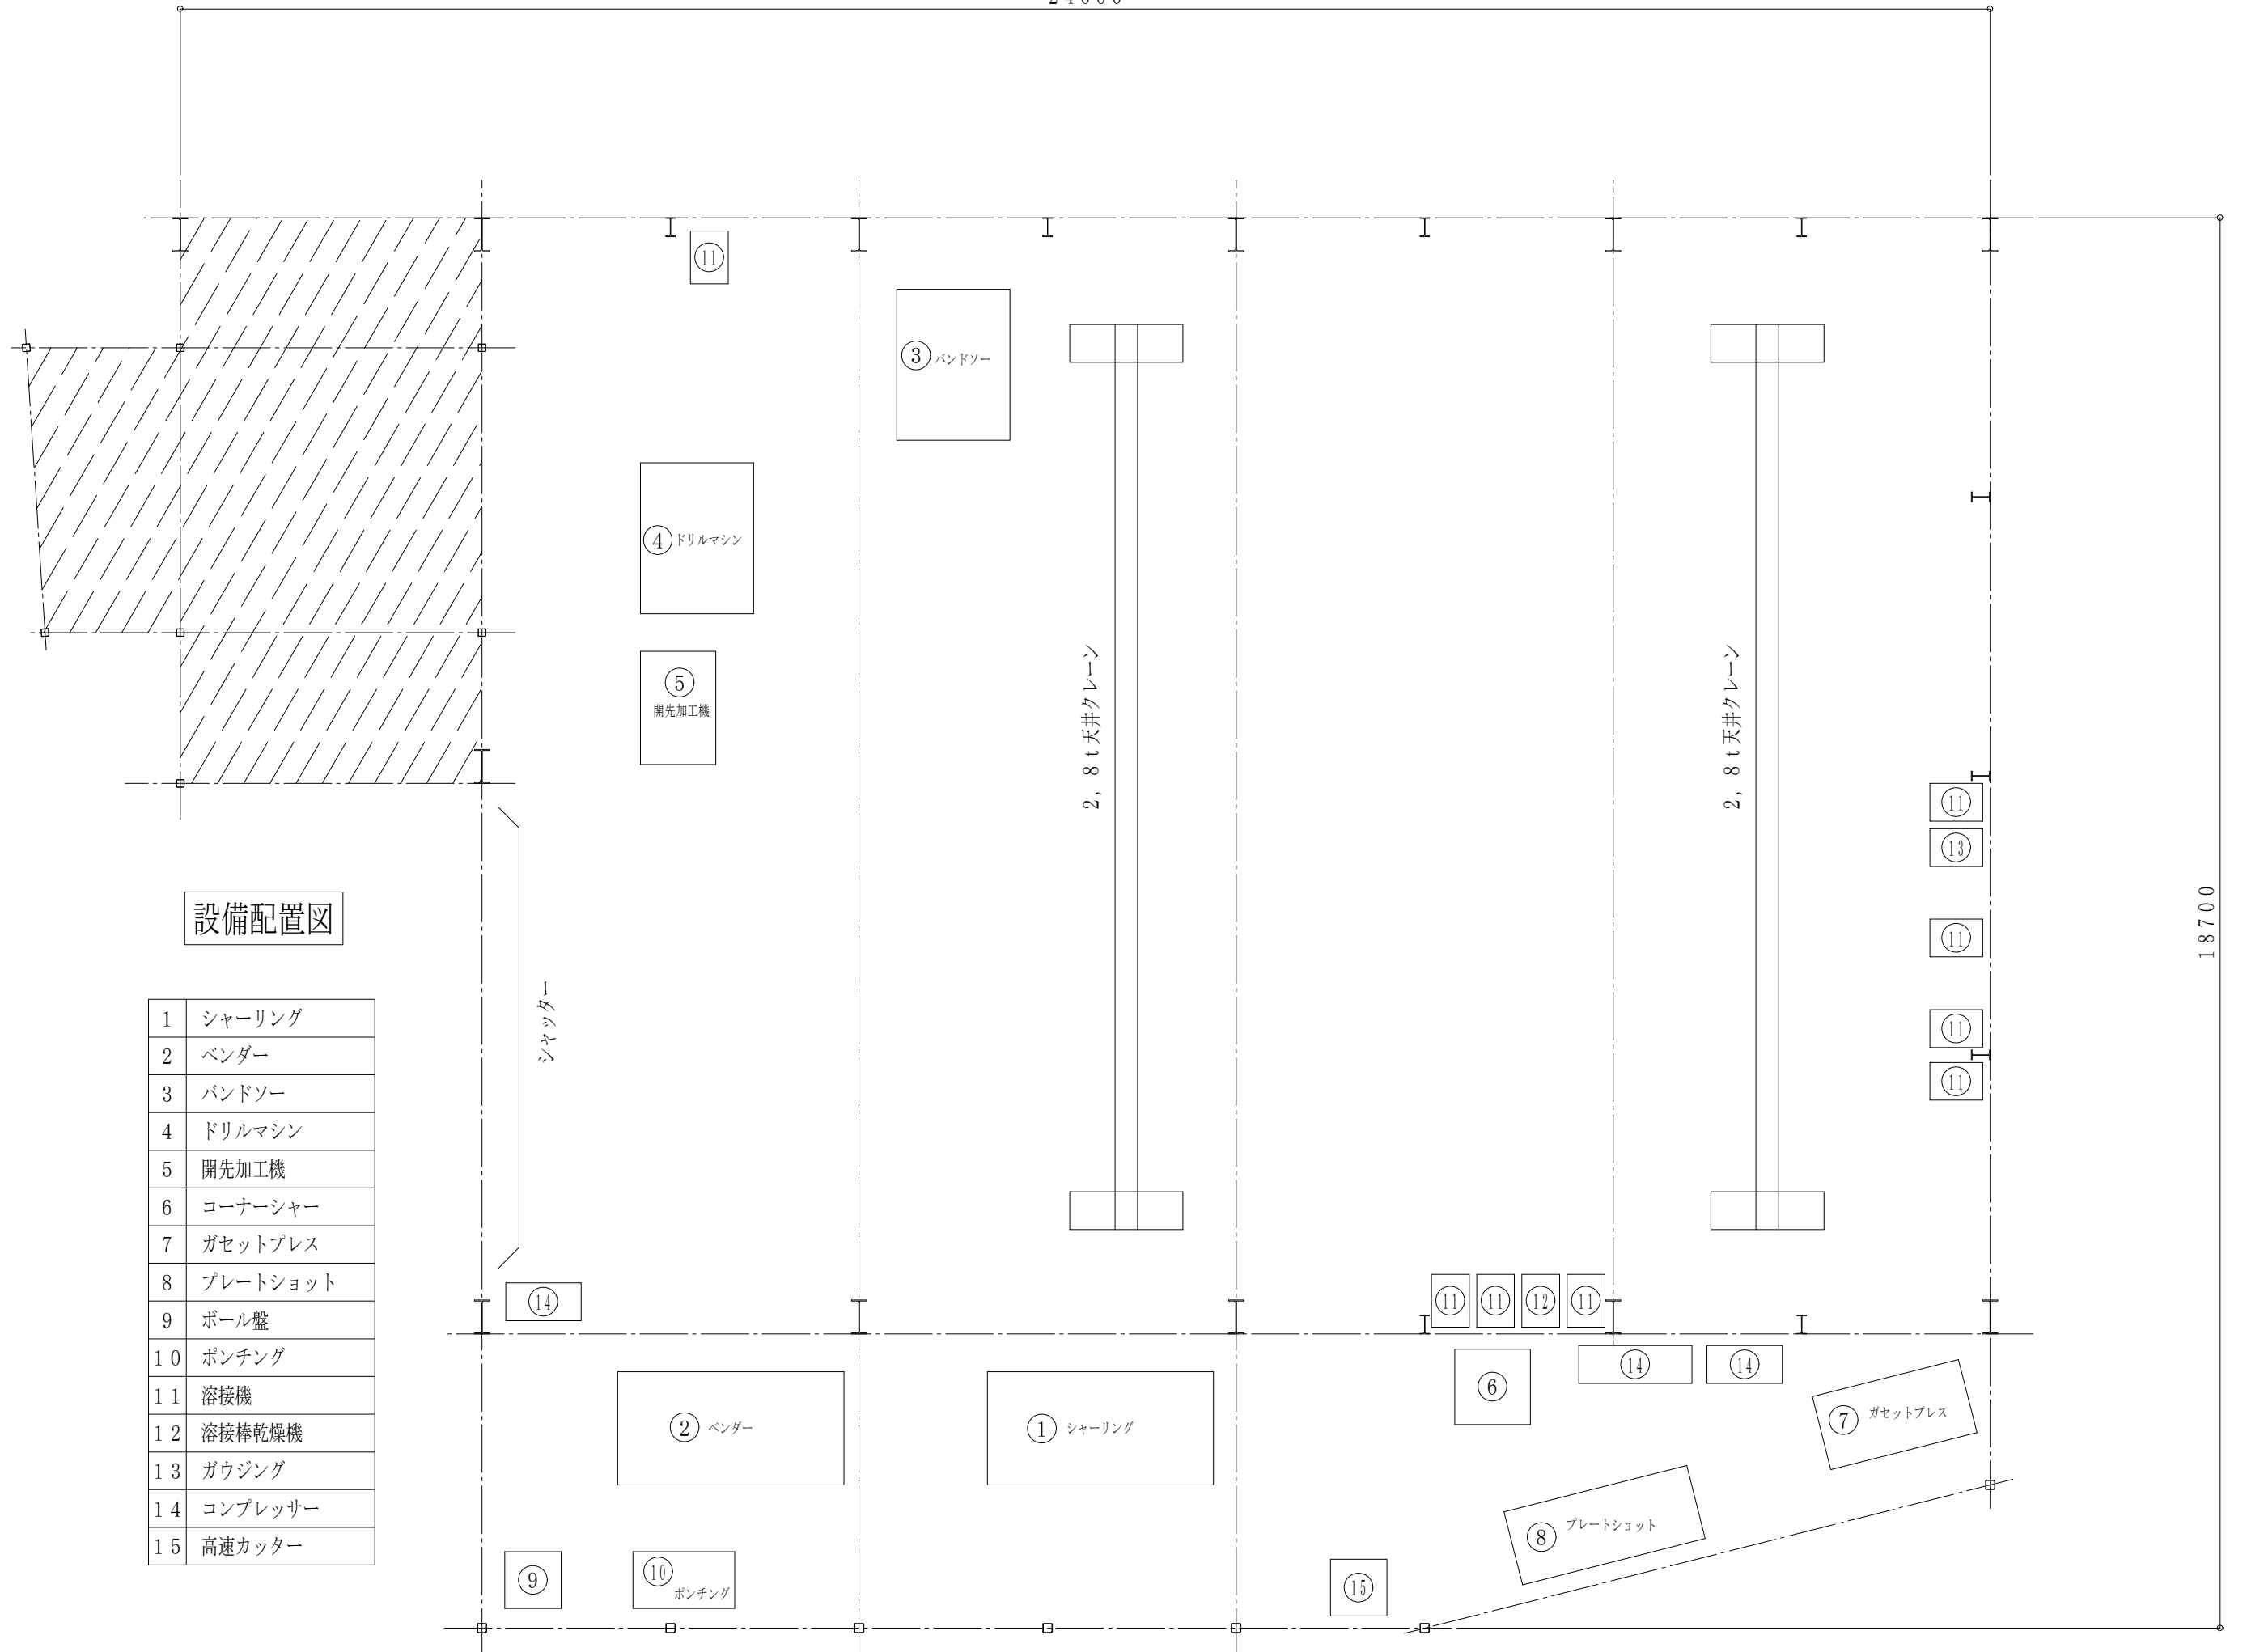 24000
⑪
③ バンドソー
④ ドリルマシン
⑤
開先加工機
2，8ｔ天井クレーン
2，8ｔ天井クレーン
⑪
⑬
⑪
⑪
⑪
18700
設備配置図
シャッター
1 シャーリング
2 ベンダー
3 バンドソー
4 ドリルマシン
5 開先加工機
6 コーナーシャー
7 ガセットプレス
8 プレートショット
9 ボール盤
10 ポンチング
11 溶接機
12 溶接棒乾燥機
13 ガウジング
14 コンプレッサー
15 高速カッター
⑭
⑪ ⑪ ⑫ ⑪
⑭ ⑭
⑥
② ベンダー
① シャーリング
⑦ ガセットプレス
⑧ プレートショット
⑨
⑩
ポンチング
⑮